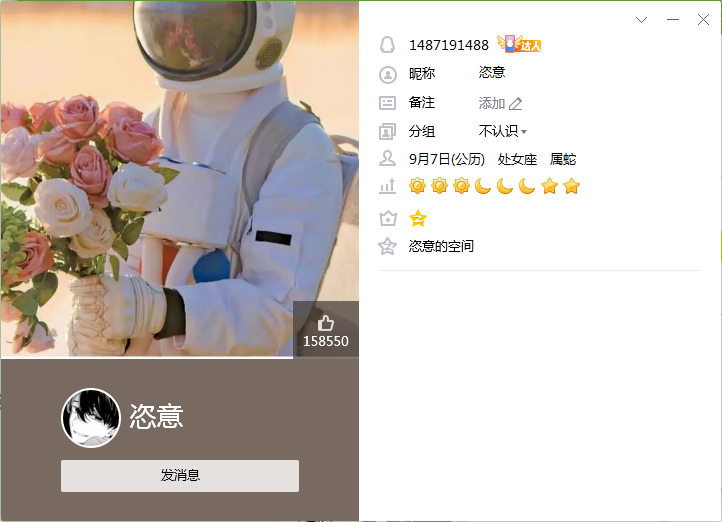 158550
恣意
发消息
1487191488 达人
昵称 恣意
备注 添加
分组 不认识
9月7日(公历) 处女座 属蛇
恣意的空间